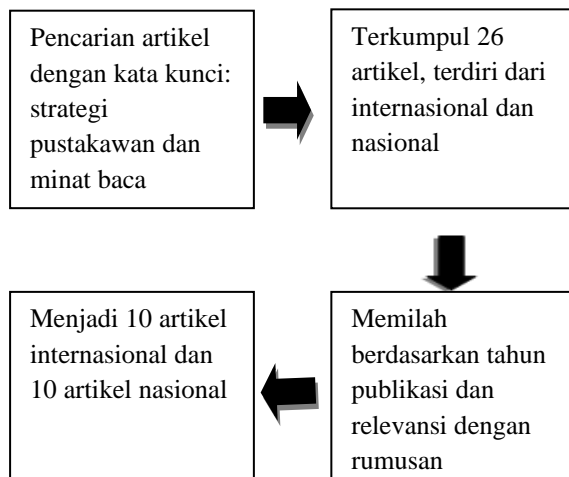 Pencarian artikel
dengan kata kunci:
strategi
pustakawan dan
minat baca
Terkumpul 26
artikel, terdiri dari
internasional dan
nasional
Memilah
berdasarkan tahun
publikasi dan
relevansi dengan
rumusan
Menjadi 10 artikel
internasional dan
10 artikel nasional